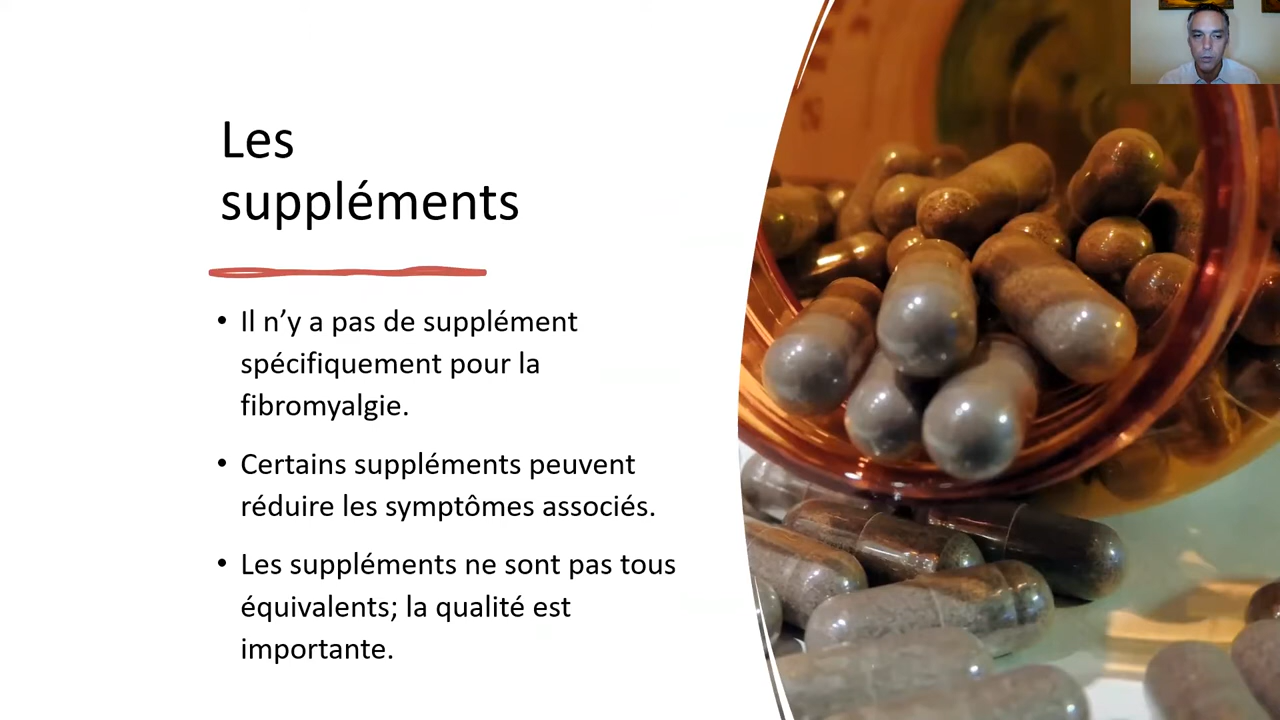 Les
suppléments
• Il n’y a pas de supplément
spécifiquement pour la
fibromyalgie.
• Certains suppléments peuvent
réduire les symptômes associés.
• Les suppléments ne sont pas tous
équivalents; la qualité est
importante.